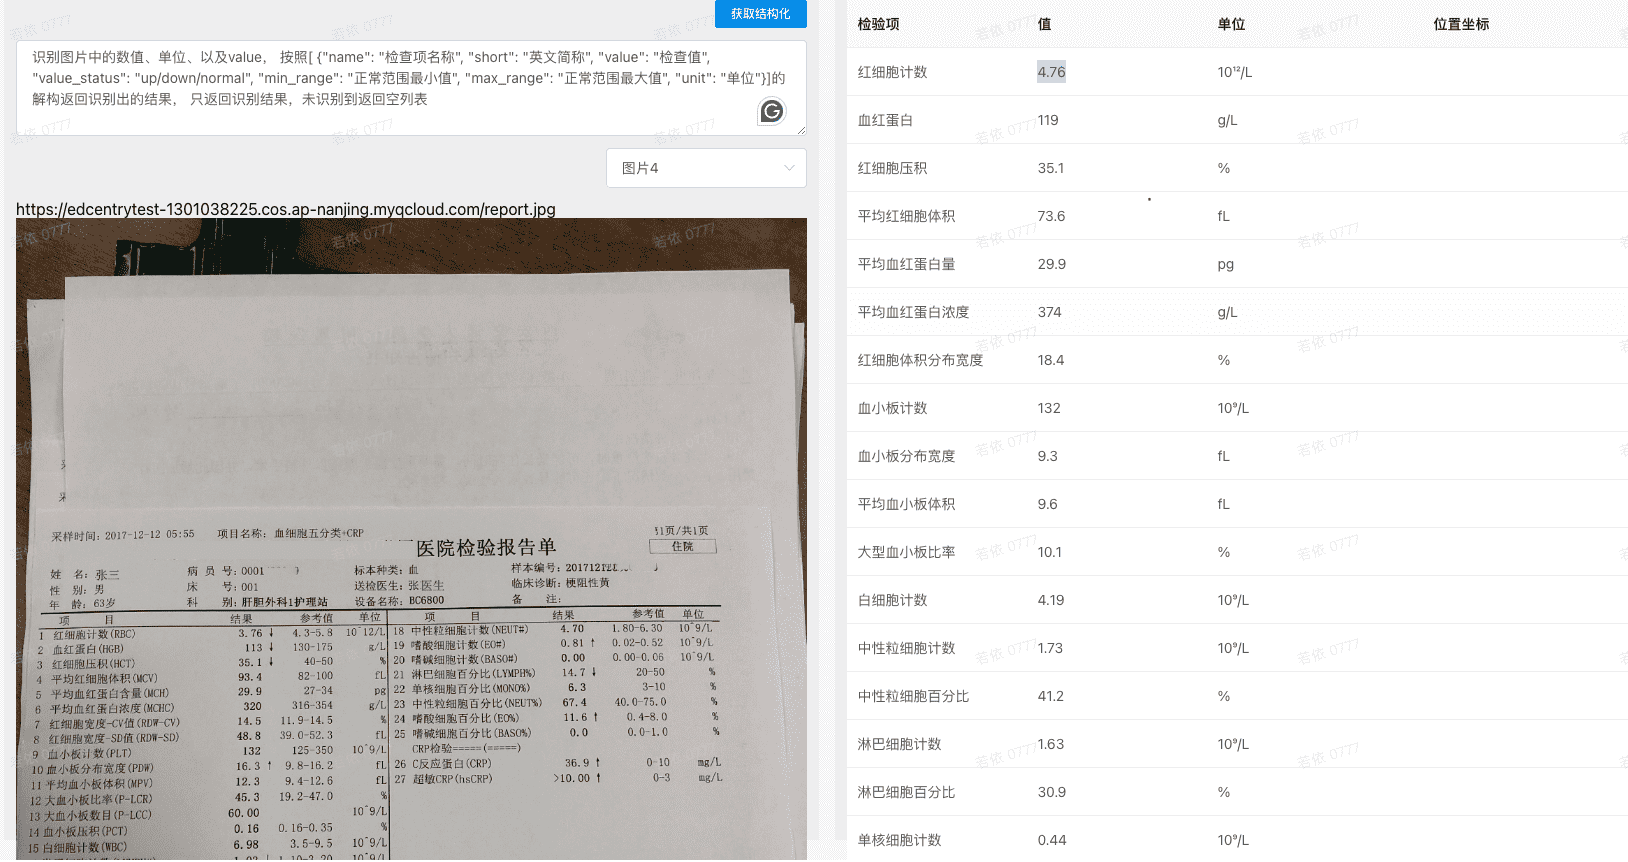 获取结构化
识别图片中的数值、单位、以及value， 按照[ {"name": "检查项名称", "short": "英文简称", "value": "检查值",
"value_status": "up/down/normal", "min_range": "正常范围最小值", "max_range": "正常范围最大值", "unit": "单位"}]的
解构返回识别出的结果， 只返回识别结果，未识别到返回空列表
图片4
https://edcentrytest-1301038225.cos.ap-nanjing.myqcloud.com/report.jpg
采样时间：2017-12-12 05:55 项目名称：血细胞五分类+CRP
医院检验报告单
页/共1页
住院
姓 名：张三 病 员 号：0001 标本种类：血 样本编号：201712
性 别：男 床 号：001 送检医生：张医生 临床诊断：梗阻性黄
年 龄：63岁 科 别：肝胆外科1护理站 设备名称：BC6800 备 注：
项 目 结果 参考值 单位 项 目 结果 参考值 单位
1 红细胞计数(RBC) 3.76 ↓ 4.3-5.8 10^12/L 18 中性粒细胞计数(NEUT#) 4.70 1.80-6.30 10^9/L
2 血红蛋白(HGB) 113 ↓ 130-175 g/L 19 嗜酸细胞计数(EO#) 0.81 ↑ 0.02-0.52 10^9/L
3 红细胞压积(HCT) 35.1 ↓ 40-50 % 20 嗜碱细胞计数(BASO#) 0.00 0.00-0.06 10^9/L
4 平均红细胞体积(MCV) 93.4 82-100 fL 21 淋巴细胞百分比(LYMPH%) 14.7 ↓ 20-50 %
5 平均血红蛋白含量(MCH) 29.9 27-34 pg 22 单核细胞百分比(MONO%) 6.3 3-10 %
6 平均血红蛋白浓度(MCHC) 320 316-354 g/L 23 中性粒细胞百分比(NEUT%) 67.4 40.0-75.0 %
7 红细胞宽度-CV值(RDW-CV) 14.5 11.9-14.5 % 24 嗜酸细胞百分比(EO%) 11.6 ↑ 0.4-8.0 %
8 红细胞宽度-SD值(RDW-SD) 48.8 39.0-52.3 fL 25 嗜碱细胞百分比(BASO%) 0.0 0.0-1.0 %
9 血小板计数(PLT) 132 125-350 10^9/L CRP检验=====(=====)
10 血小板分布宽度(PDW) 16.3 ↑ 9.8-16.2 fL 26 C反应蛋白(CRP) 36.9 ↑ 0-10 mg/L
11 平均血小板体积(MPV) 12.3 9.4-12.6 fL 27 超敏CRP(hsCRP) >10.00 ↑ 0-3 mg/L
12 大血小板比率(P-LCR) 45.3 19.2-47.0 %
13 大血小板数目(P-LCC) 60.00 10^9/L
14 血小板压积(PCT) 0.16 0.16-0.35 %
15 白细胞计数(WBC) 6.98 3.5-9.5 10^9/L
检验项 值 单位 位置坐标
红细胞计数 4.76 10¹²/L
血红蛋白 119 g/L
红细胞压积 35.1 %
平均红细胞体积 73.6 fL
平均血红蛋白量 29.9 pg
平均血红蛋白浓度 374 g/L
红细胞体积分布宽度 18.4 %
血小板计数 132 10⁹/L
血小板分布宽度 9.3 fL
平均血小板体积 9.6 fL
大型血小板比率 10.1 %
白细胞计数 4.19 10⁹/L
中性粒细胞计数 1.73 10⁹/L
中性粒细胞百分比 41.2 %
淋巴细胞计数 1.63 10⁹/L
淋巴细胞百分比 30.9 %
单核细胞计数 0.44 10⁹/L
若依 0777